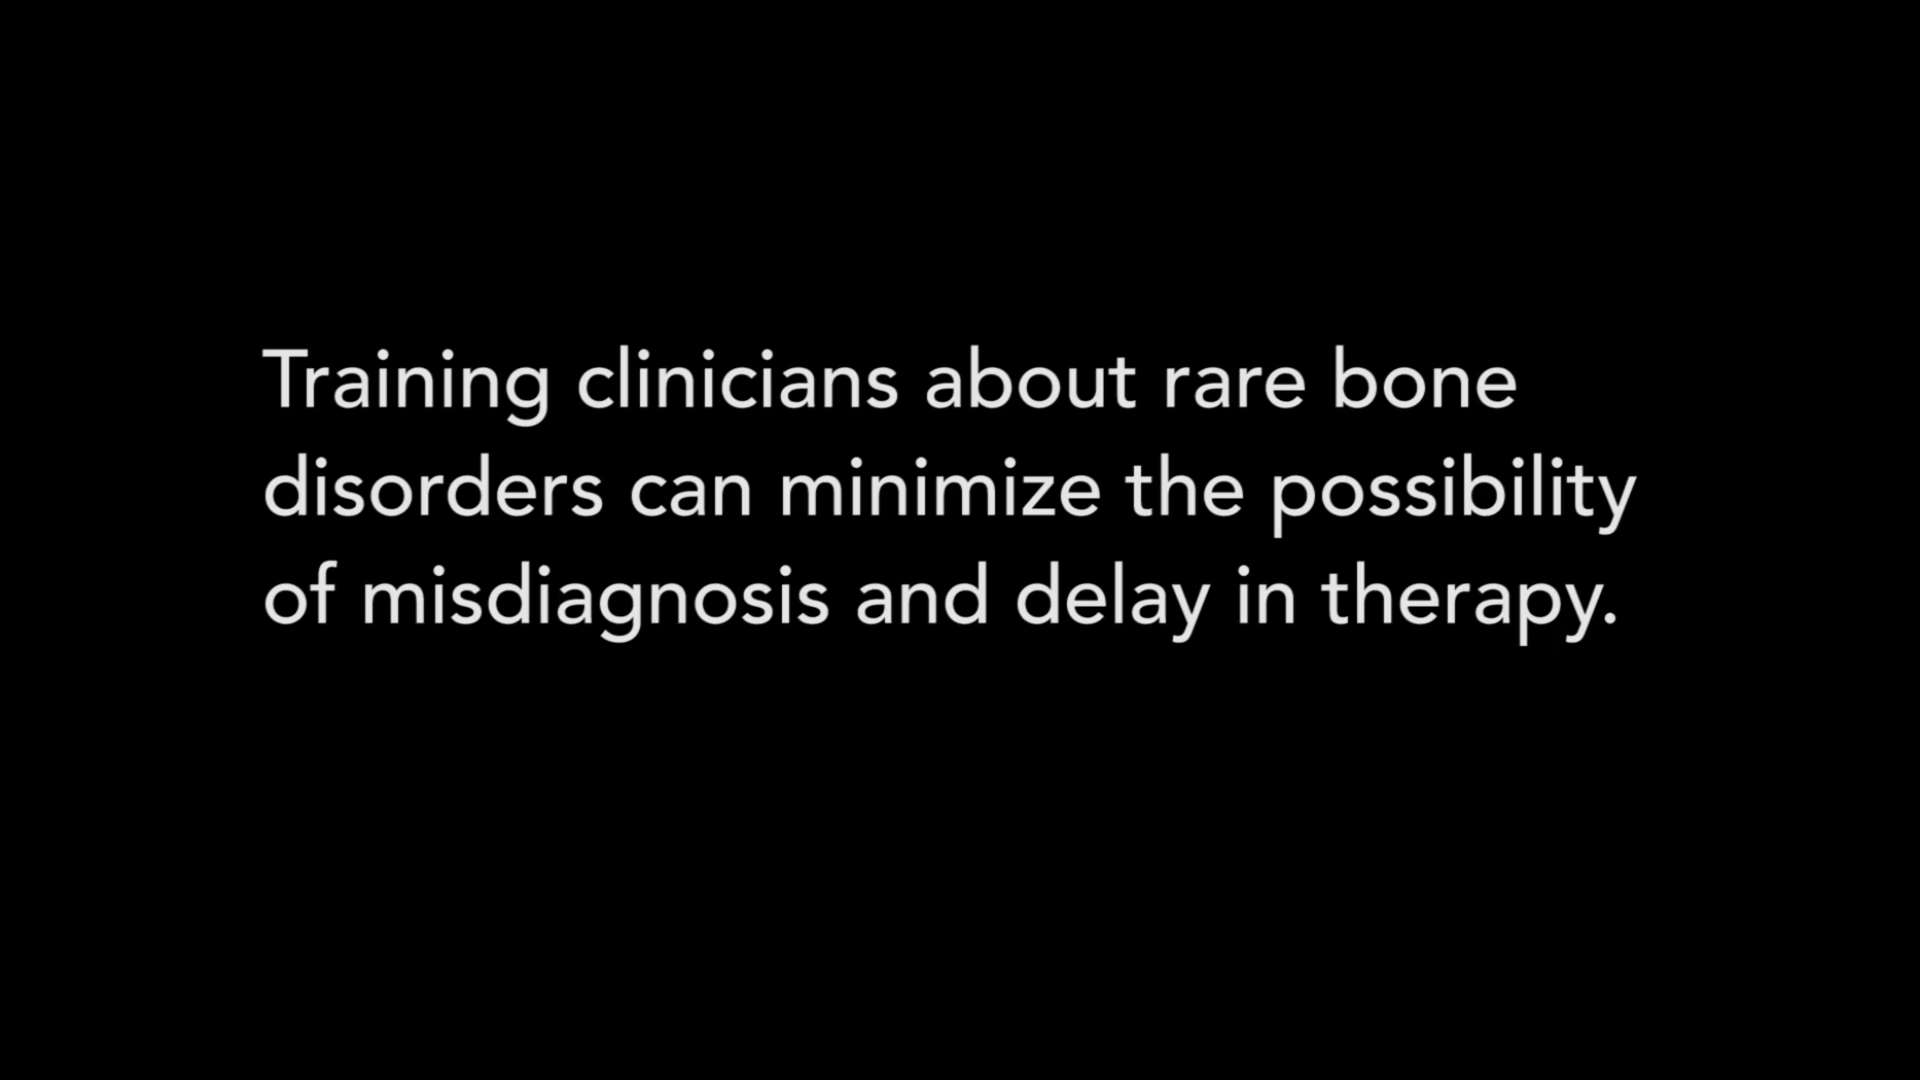 Training clinicians about rare bone
disorders can minimize the possibility
of misdiagnosis and delay in therapy.